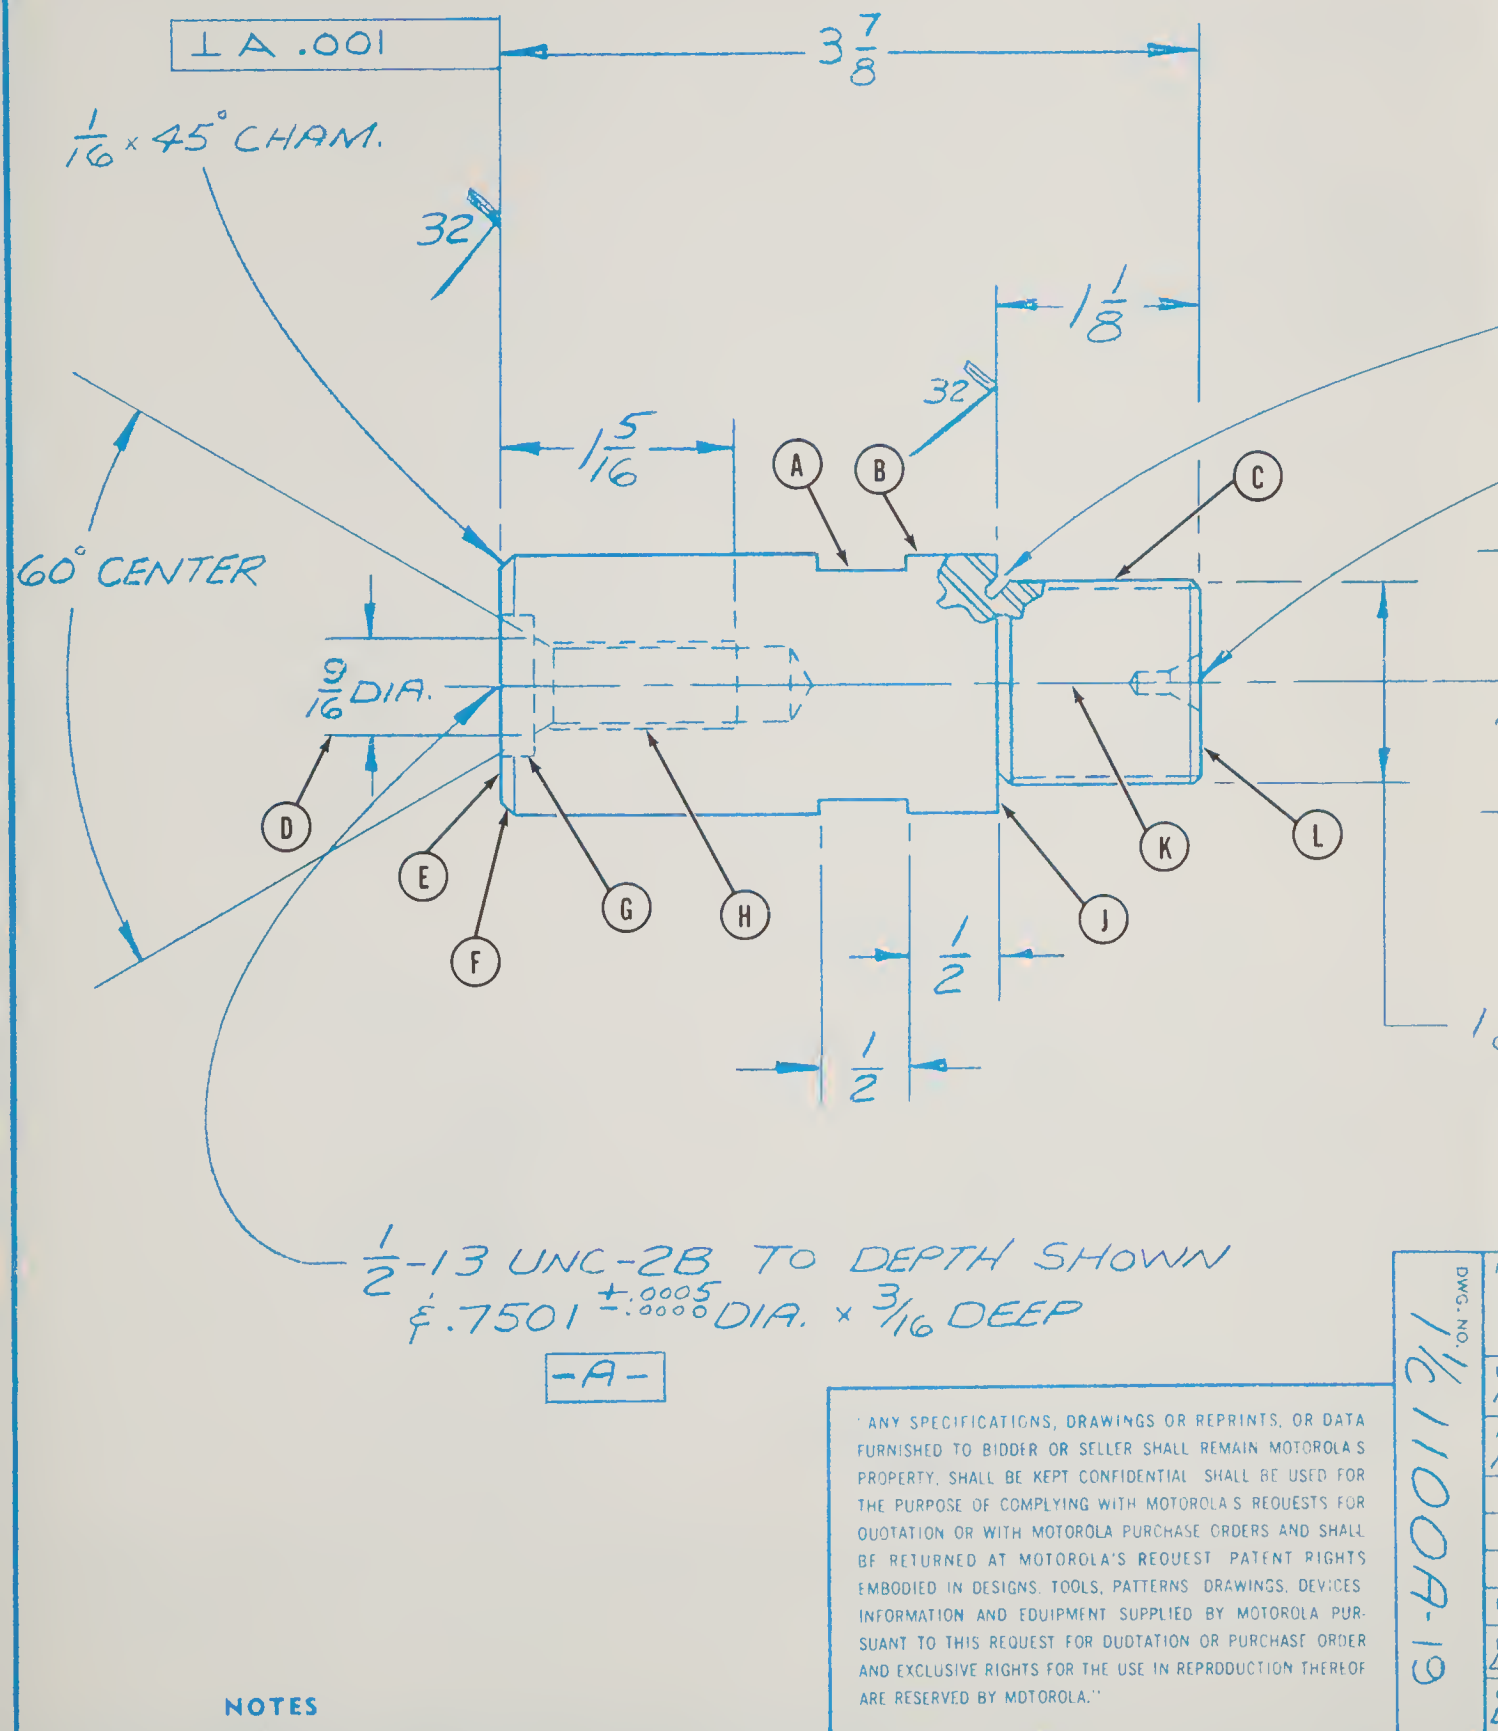 ⊥ A .001
3 7/8
1/16 × 45° CHAM.
32
1 1/8
32
1 5/16
A
B
C
60° CENTER
9/16 DIA.
D
E
F
G
H
J
K
L
1/2
1/2
1/2-13 UNC-2B TO DEPTH SHOWN
& .7501 +.0005 -.0000 DIA. × 3/16 DEEP
-A-
DWG. NO.
1100A-19
"ANY SPECIFICATIONS, DRAWINGS OR REPRINTS, OR DATA
FURNISHED TO BIDDER OR SELLER SHALL REMAIN MOTOROLA S
PROPERTY, SHALL BE KEPT CONFIDENTIAL SHALL BE USED FOR
THE PURPOSE OF COMPLYING WITH MOTOROLA S REQUESTS FOR
QUOTATION OR WITH MOTOROLA PURCHASE ORDERS AND SHALL
BE RETURNED AT MOTOROLA'S REQUEST PATENT RIGHTS
EMBODIED IN DESIGNS. TOOLS, PATTERNS DRAWINGS, DEVICES
INFORMATION AND EQUIPMENT SUPPLIED BY MOTOROLA PUR-
SUANT TO THIS REQUEST FOR QUOTATION OR PURCHASE ORDER
AND EXCLUSIVE RIGHTS FOR THE USE IN REPRODUCTION THEREOF
ARE RESERVED BY MOTOROLA."
NOTES